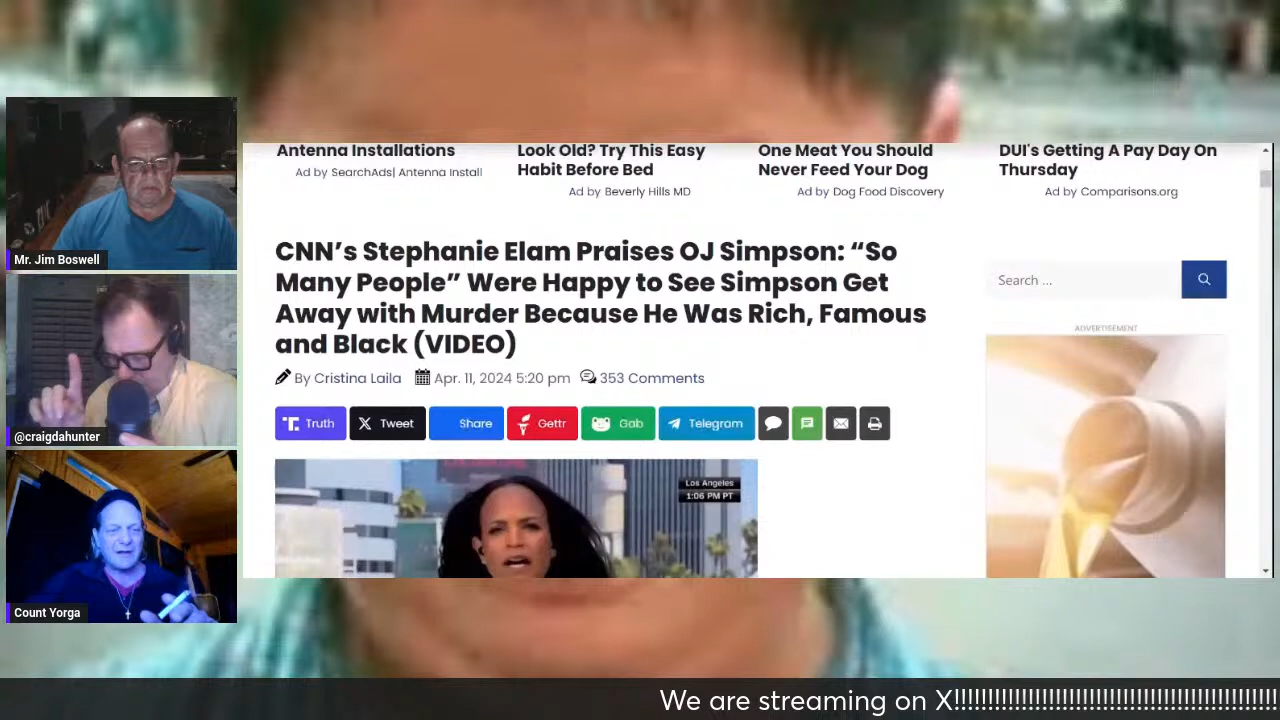 Antenna Installations
Ad by SearchAds| Antenna Install
Look Old? Try This Easy
Habit Before Bed
Ad by Beverly Hills MD
One Meat You Should
Never Feed Your Dog
Ad by Dog Food Discovery
DUI's Getting A Pay Day On
Thursday
Ad by Comparisons.org
CNN’s Stephanie Elam Praises OJ Simpson: “So
Many People” Were Happy to See Simpson Get
Away with Murder Because He Was Rich, Famous
and Black (VIDEO)
By Cristina Laila Apr. 11, 2024 5:20 pm 353 Comments
Truth
Tweet
Share
Gettr
Gab
Telegram
Search ...
ADVERTISEMENT
Los Angeles
1:06 PM PT
Mr. Jim Boswell
@craigdahunter
Count Yorga
We are streaming on X!!!!!!!!!!!!!!!!!!!!!!!!!!!!!!!!!!!!!!!!!!!!!!!!